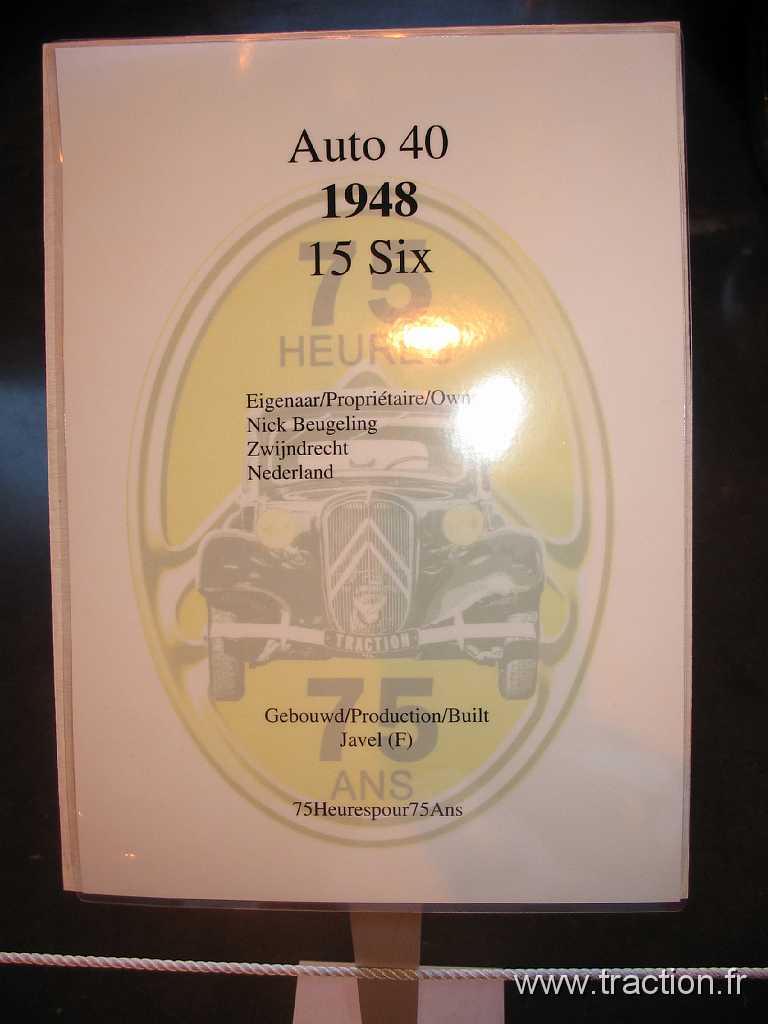 Auto 40
1948
15 Six
75
HEURES
Eigenaar/Propriétaire/Own
Nick Beugeling
Zwijndrecht
Nederland
TRACTION
75
Gebouwd/Production/Built
Javel (F)
ANS
75Heurespour75Ans
www.traction.fr